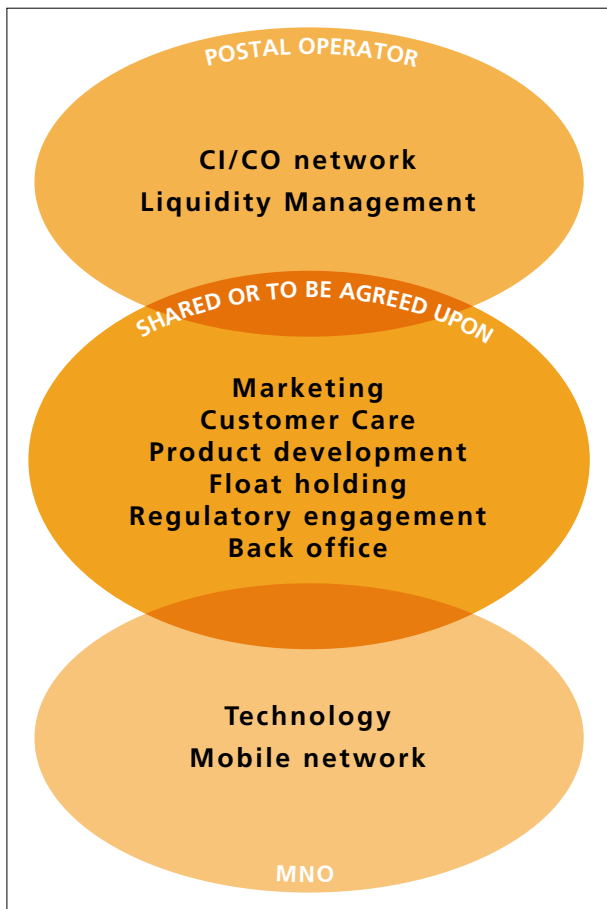 POSTAL OPERATOR
CI/CO network
Liquidity Management
SHARED OR TO BE AGREED UPON
Marketing
Customer Care
Product development
Float holding
Regulatory engagement
Back office
Technology
Mobile network
MNO